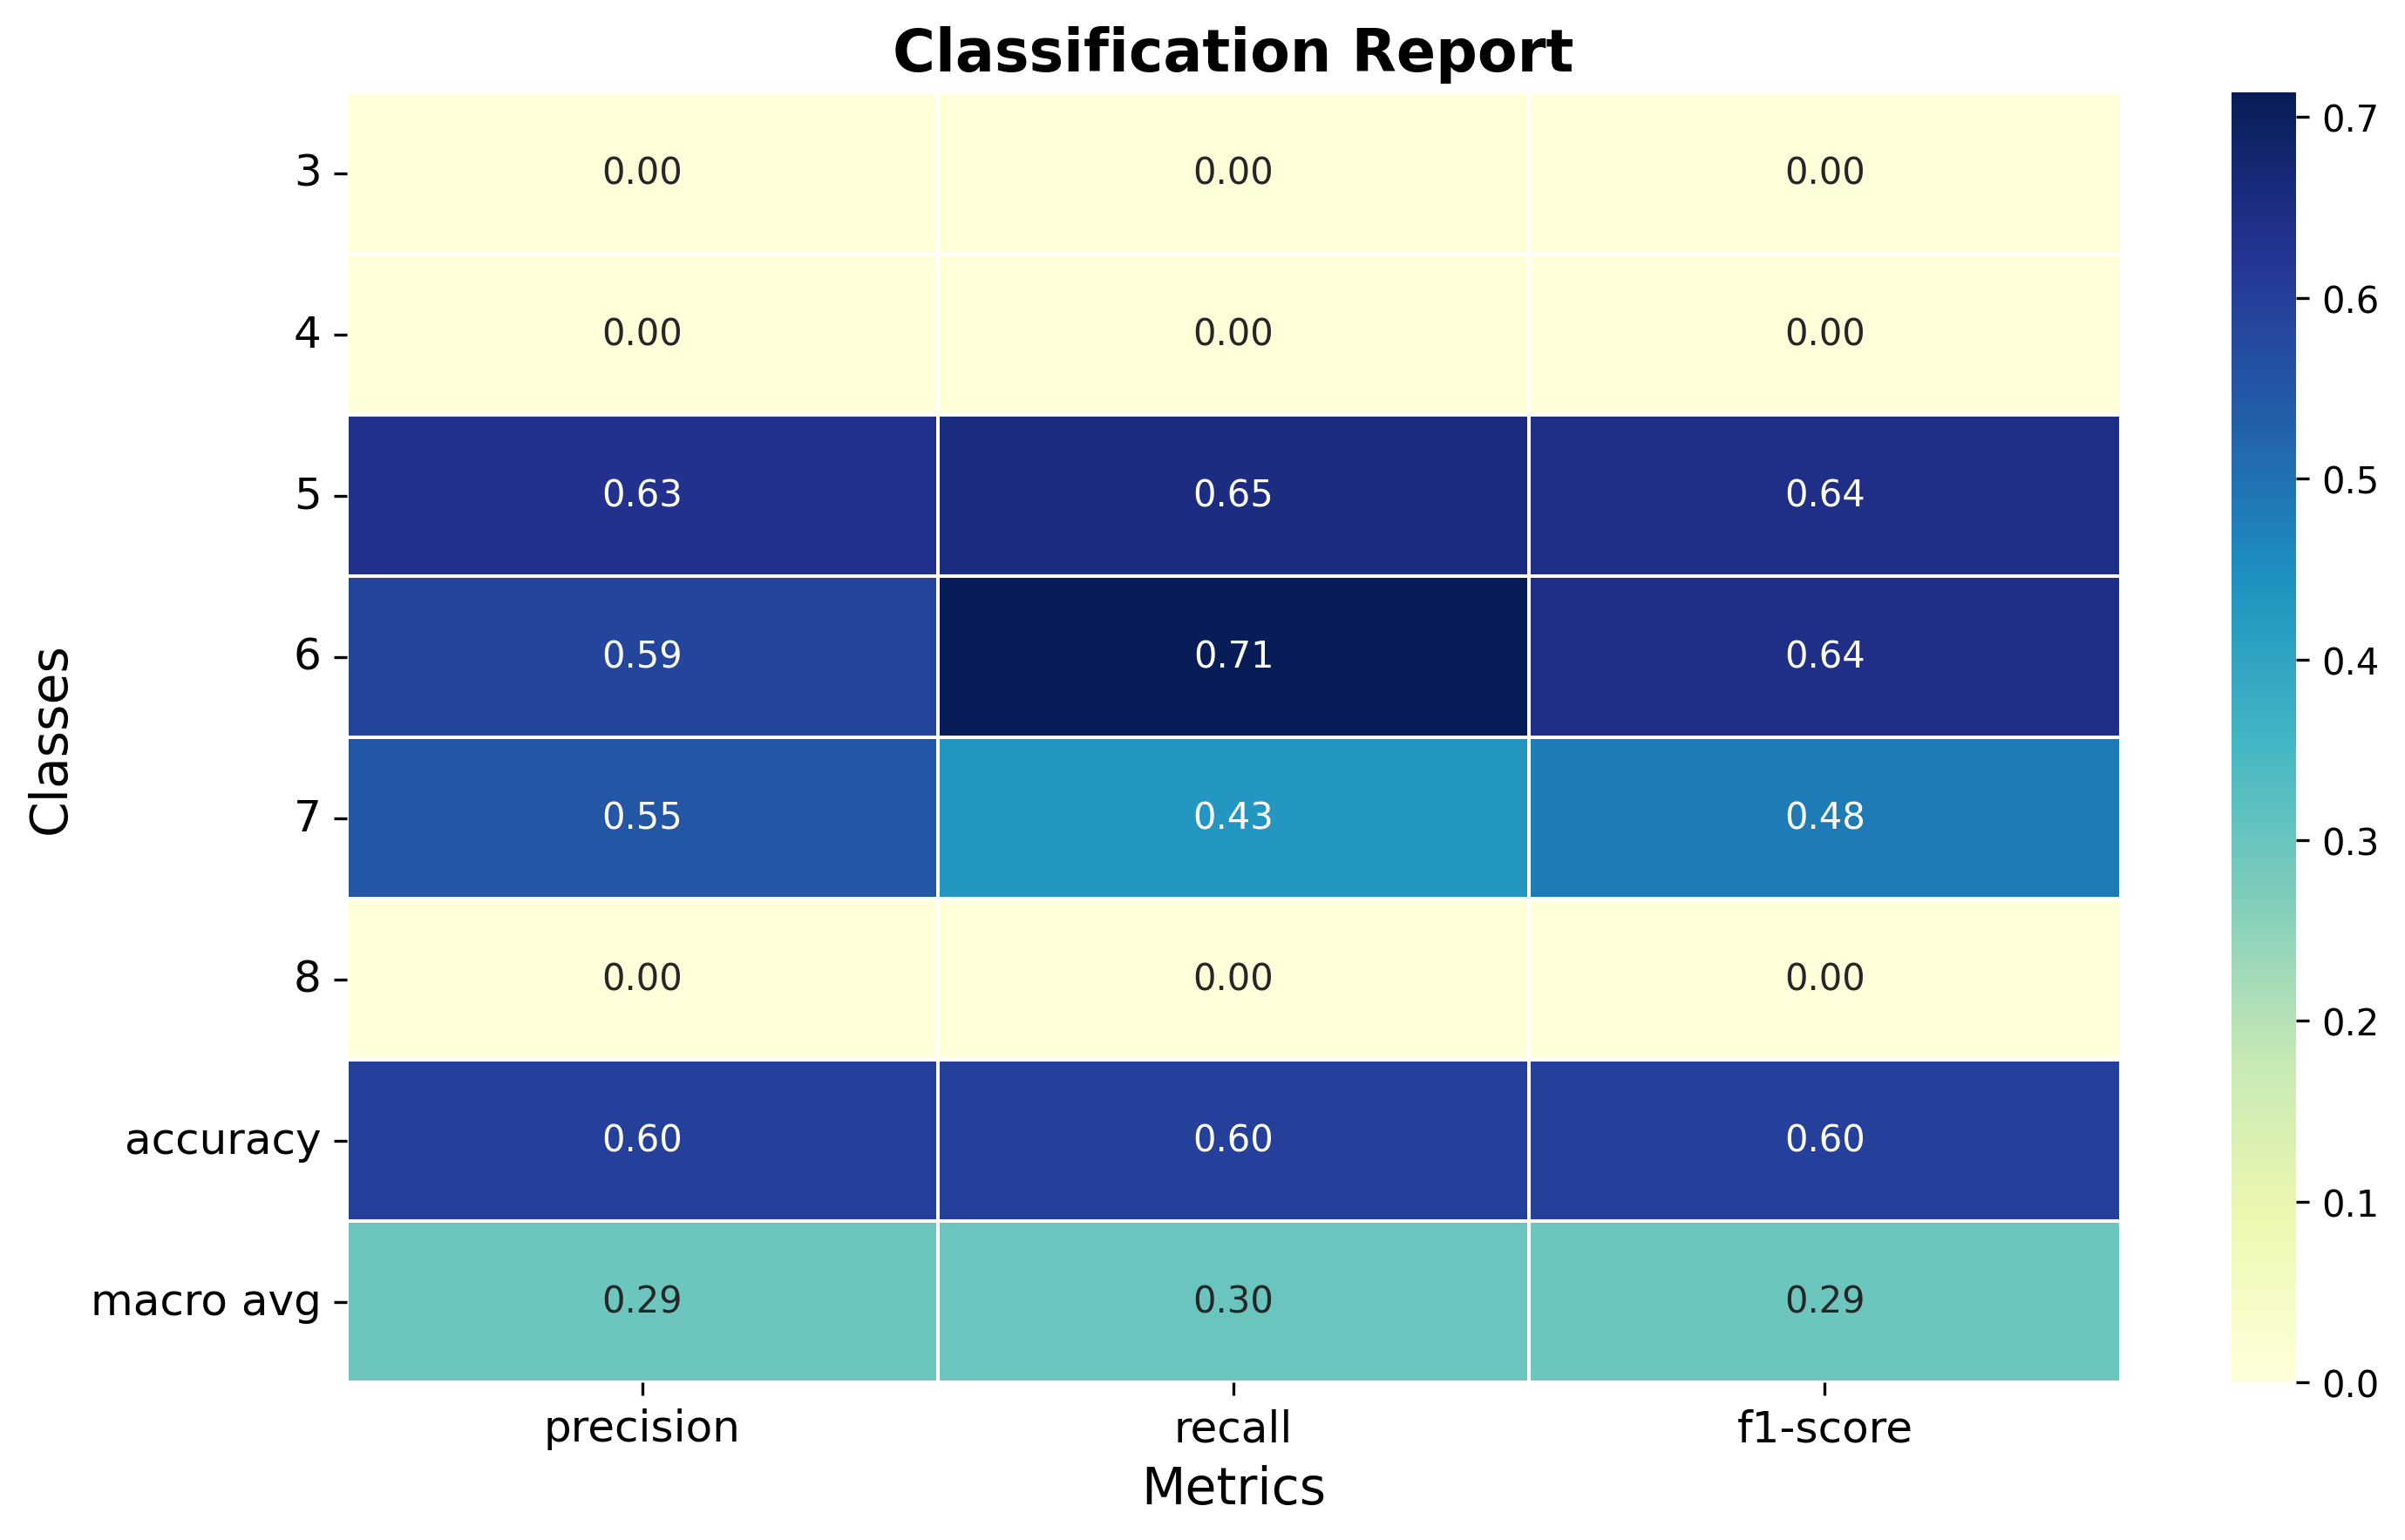 Classification Report
3 0.00 0.00 0.00
4 0.00 0.00 0.00
5 0.63 0.65 0.64
6 0.59 0.71 0.64
7 0.55 0.43 0.48
8 0.00 0.00 0.00
accuracy 0.60 0.60 0.60
macro avg 0.29 0.30 0.29
precision recall f1-score
Metrics
Classes
0.7
0.6
0.5
0.4
0.3
0.2
0.1
0.0